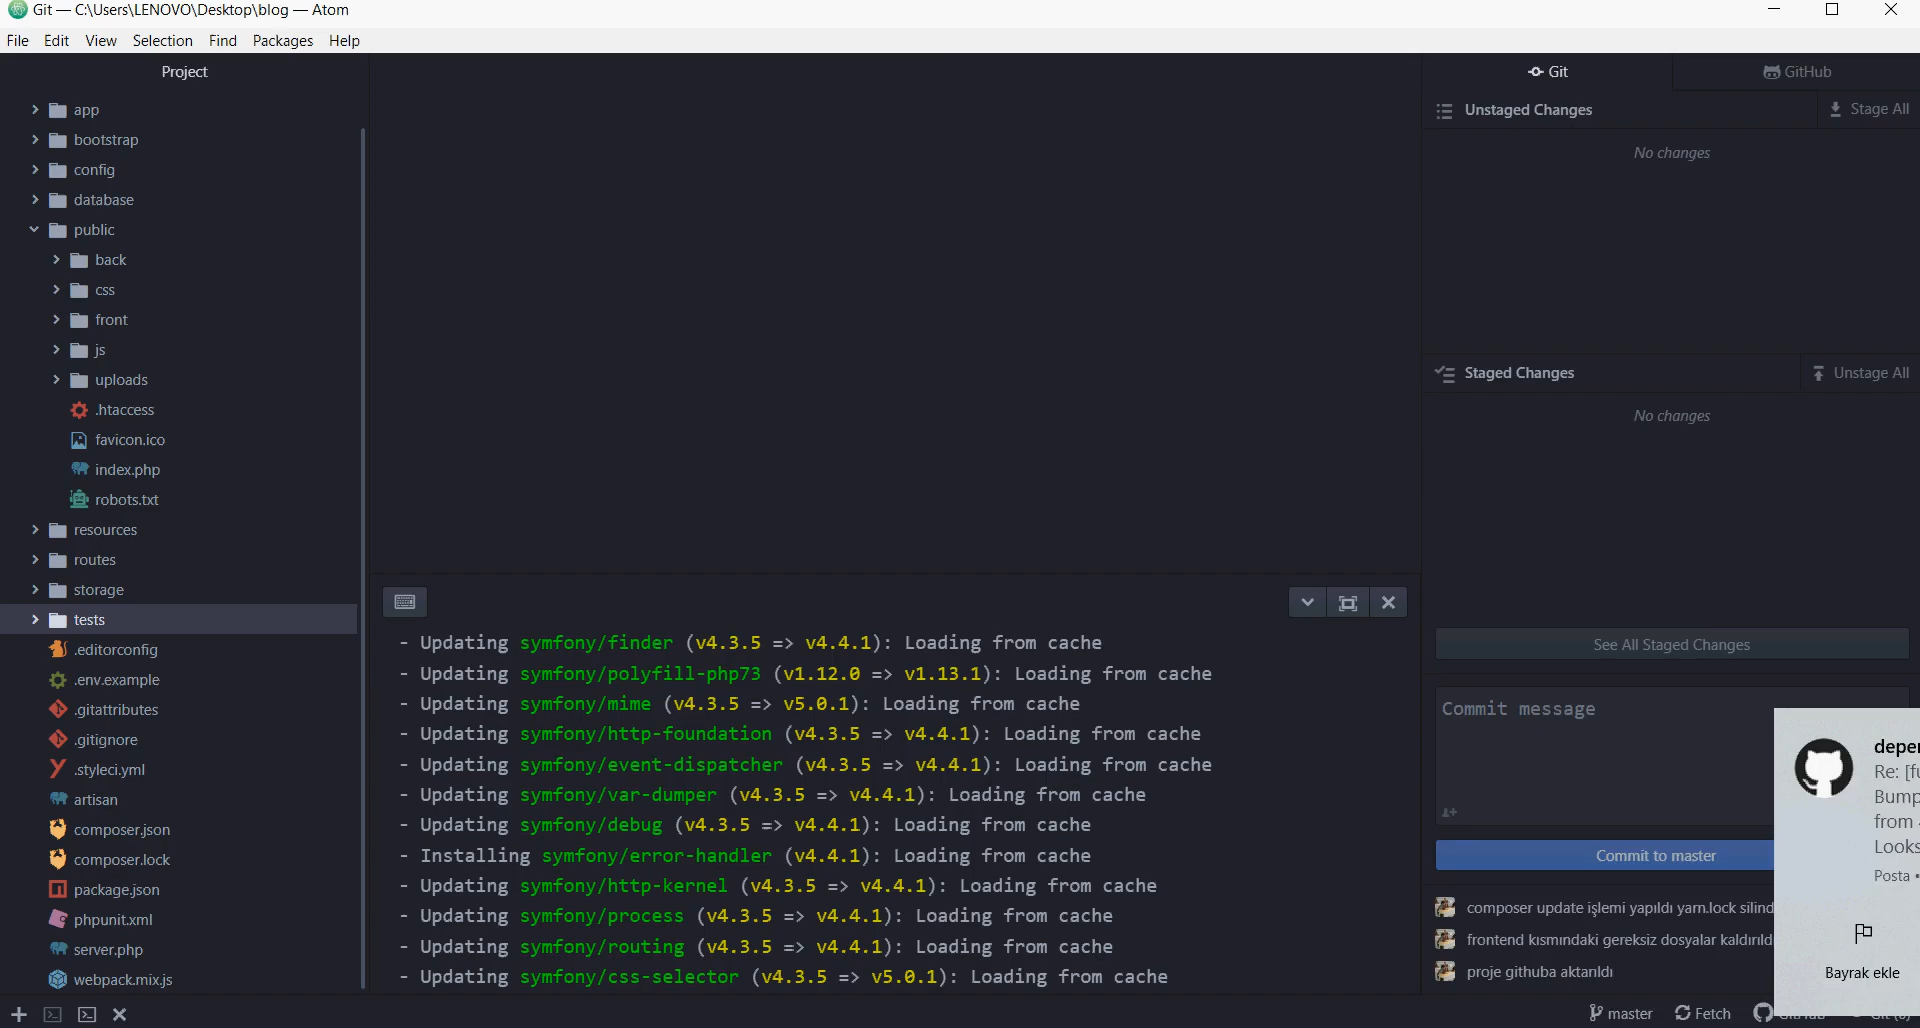 Git — C:\Users\LENOVO\Desktop\blog — Atom
File Edit View Selection Find Packages Help
Project
app
bootstrap
config
database
public
back
css
front
js
uploads
.htaccess
favicon.ico
index.php
robots.txt
resources
routes
storage
tests
.editorconfig
.env.example
.gitattributes
.gitignore
.styleci.yml
artisan
composer.json
composer.lock
package.json
phpunit.xml
server.php
webpack.mix.js
- Updating symfony/finder (v4.3.5 => v4.4.1): Loading from cache
- Updating symfony/polyfill-php73 (v1.12.0 => v1.13.1): Loading from cache
- Updating symfony/mime (v4.3.5 => v5.0.1): Loading from cache
- Updating symfony/http-foundation (v4.3.5 => v4.4.1): Loading from cache
- Updating symfony/event-dispatcher (v4.3.5 => v4.4.1): Loading from cache
- Updating symfony/var-dumper (v4.3.5 => v4.4.1): Loading from cache
- Updating symfony/debug (v4.3.5 => v4.4.1): Loading from cache
- Installing symfony/error-handler (v4.4.1): Loading from cache
- Updating symfony/http-kernel (v4.3.5 => v4.4.1): Loading from cache
- Updating symfony/process (v4.3.5 => v4.4.1): Loading from cache
- Updating symfony/routing (v4.3.5 => v4.4.1): Loading from cache
- Updating symfony/css-selector (v4.3.5 => v5.0.1): Loading from cache
Git GitHub
Unstaged Changes Stage All
No changes
Staged Changes Unstage All
No changes
See All Staged Changes
Commit message
Commit to master
composer update işlemi yapıldı yarn.lock silind
frontend kısmındaki gereksiz dosyalar kaldırıld
proje githuba aktarıldı
Re: [fu
Bump
from
Looks
Posta •
Bayrak ekle
master Fetch